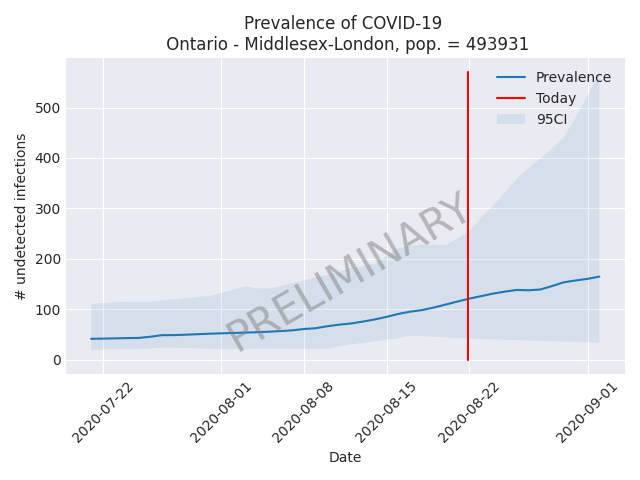 Prevalence of COVID-19
Ontario - Middlesex-London, pop. = 493931
Prevalence
Today
95CI
# undetected infections
500
400
300
200
100
0
PRELIMINARY
2020-07-22
2020-08-01
2020-08-08
2020-08-15
2020-08-22
2020-09-01
Date